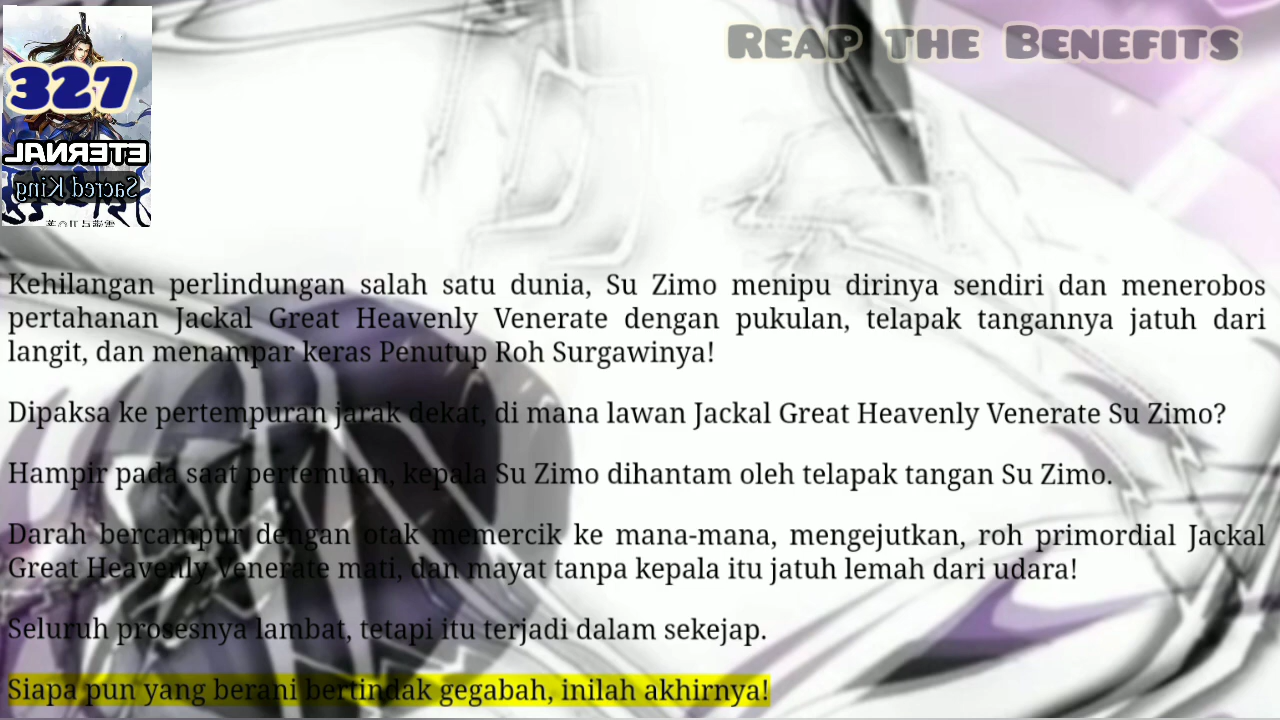 REAP THE BENEFITS
327
ETERNAL
Sacred King
Kehilangan perlindungan salah satu dunia, Su Zimo menipu dirinya sendiri dan menerobos
pertahanan Jackal Great Heavenly Venerate dengan pukulan, telapak tangannya jatuh dari
langit, dan menampar keras Penutup Roh Surgawinya!
Dipaksa ke pertempuran jarak dekat, di mana lawan Jackal Great Heavenly Venerate Su Zimo?
Hampir pada saat pertemuan, kepala Su Zimo dihantam oleh telapak tangan Su Zimo.
Darah bercampur dengan otak memercik ke mana-mana, mengejutkan, roh primordial Jackal
Great Heavenly Venerate mati, dan mayat tanpa kepala itu jatuh lemah dari udara!
Seluruh prosesnya lambat, tetapi itu terjadi dalam sekejap.
Siapa pun yang berani bertindak gegabah, inilah akhirnya!